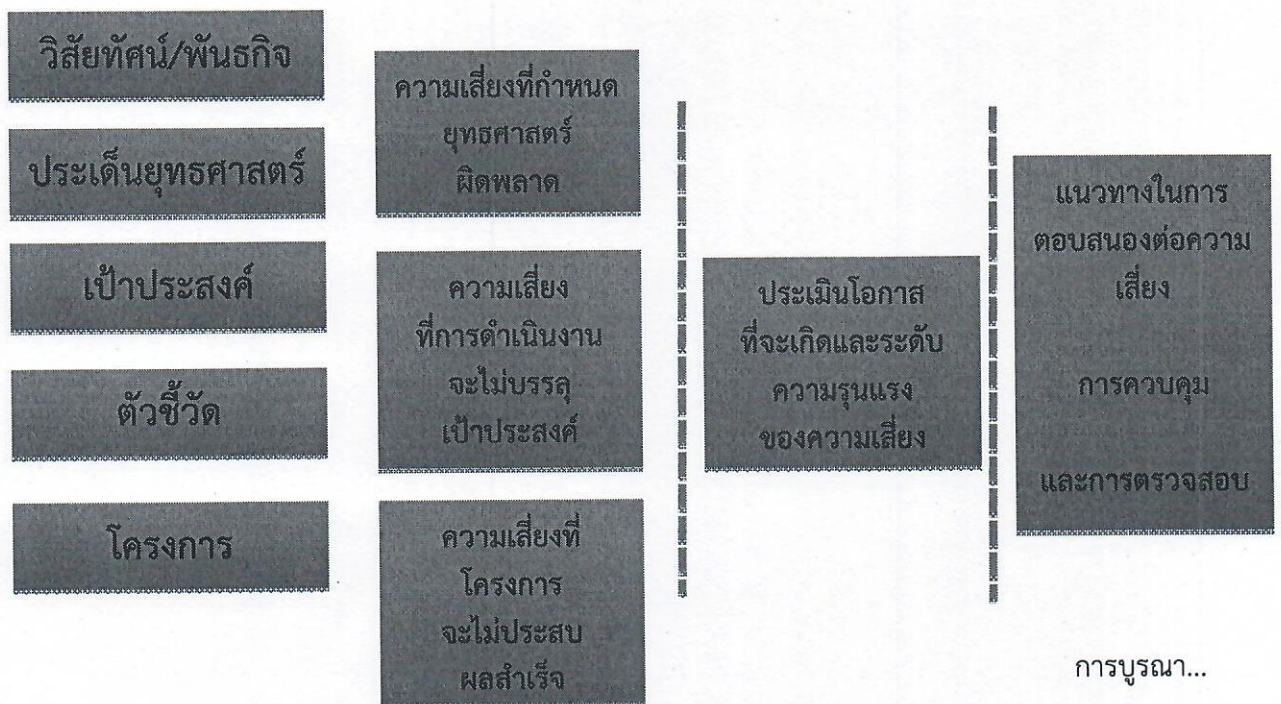 วิสัยทัศน์/พันธกิจ
ประเด็นยุทธศาสตร์
เป้าประสงค์
ตัวชี้วัด
โครงการ
ความเสี่ยงที่กำหนด
ยุทธศาสตร์
ผิดพลาด
ความเสี่ยง
ที่การดำเนินงาน
จะไม่บรรลุ
เป้าประสงค์
ความเสี่ยงที่
โครงการ
จะไม่ประสบ
ผลสำเร็จ
ประเมินโอกาส
ที่จะเกิดและระดับ
ความรุนแรง
ของความเสี่ยง
แนวทางในการ
ตอบสนองต่อความ
เสี่ยง
การควบคุม
และการตรวจสอบ
การบูรณา...